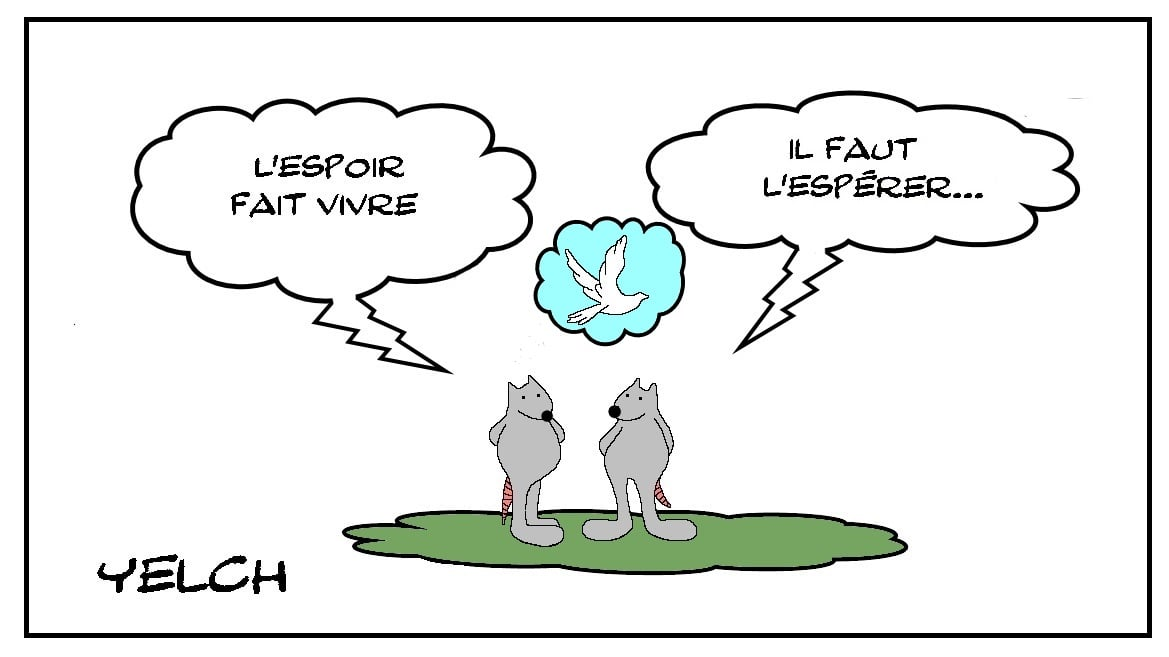 L'ESPOIR
FAIT VIVRE
IL FAUT
L'ESPÉRER...
YELCH